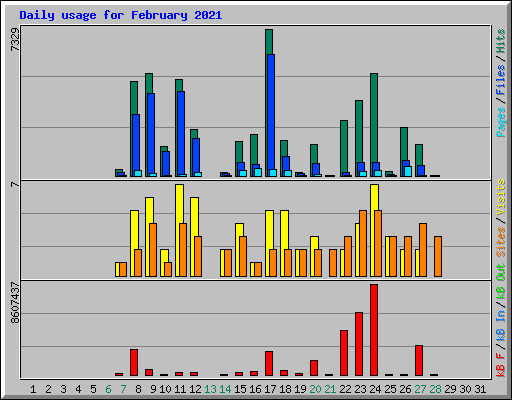 Daily usage for February 2021
7329
Pages / Files / Hits
7
Sites / Visits
8607437
kB F / kB In / kB Out
1 2 3 4 5 6 7 8 9 10 11 12 13 14 15 16 17 18 19 20 21 22 23 24 25 26 27 28 29 30 31